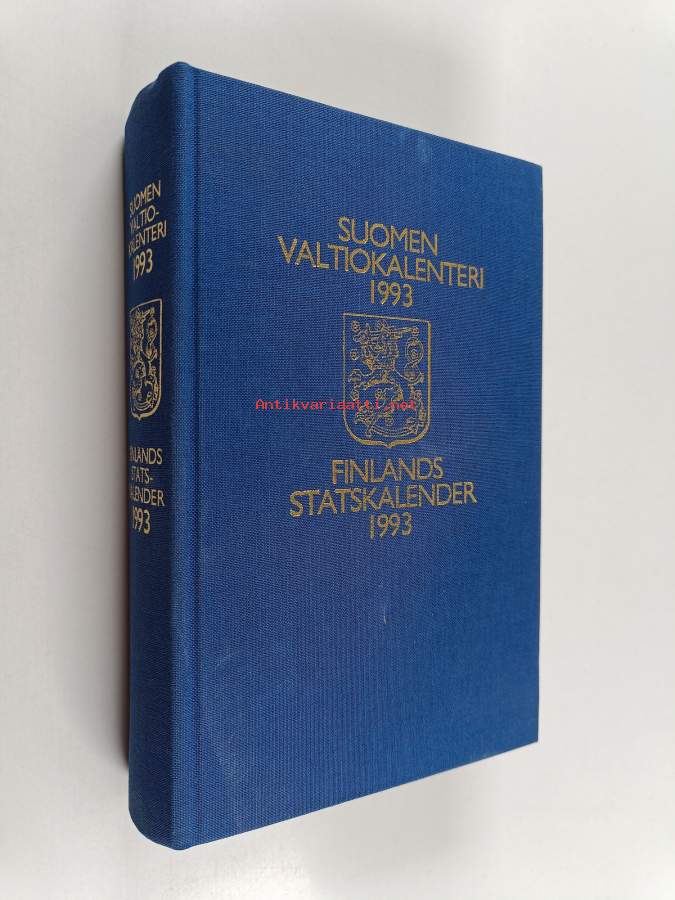 SUOMEN
VALTIO-
KALENTERI
1993
FINLANDS
STATS-
KALENDER
1993
SUOMEN
VALTIOKALENTERI
1993
Antikvariaatti.net
FINLANDS
STATSKALENDER
1993